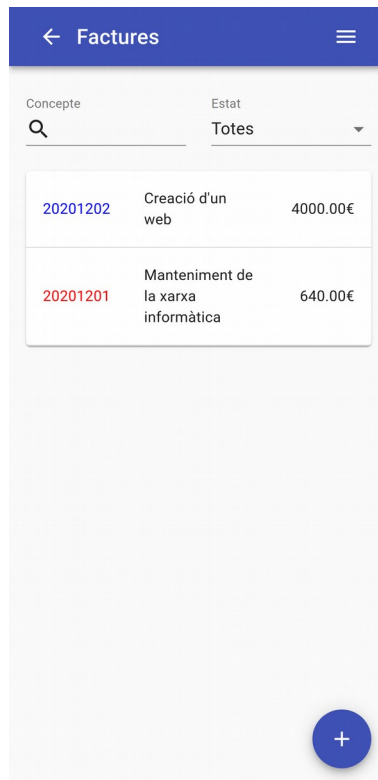 Factures
Concepte
Estat
Totes
20201202
Creació d'un
web
4000.00€
20201201
Manteniment de
la xarxa
informàtica
640.00€